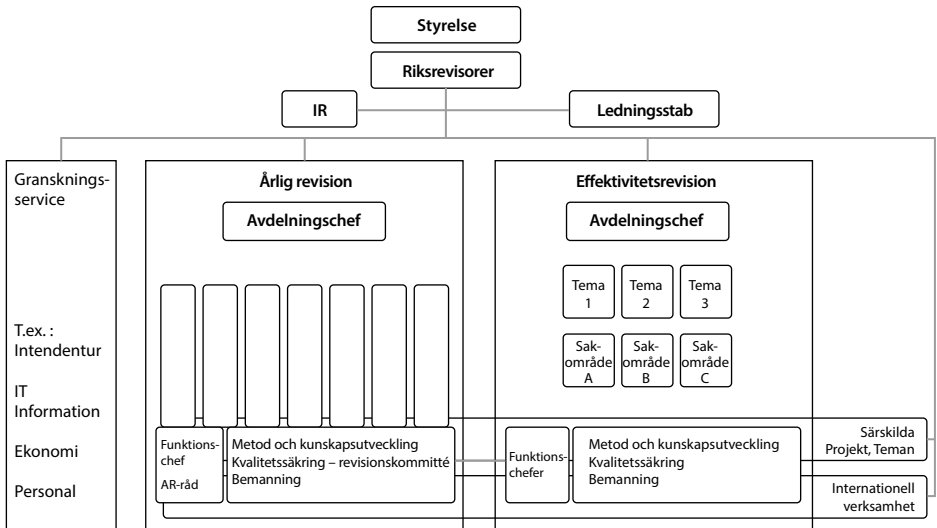 Styrelse
Riksrevisorer
IR
Ledningsstab
Gransknings-
service
T.ex. :
Intendentur
IT
Information
Ekonomi
Personal
Årlig revision
Avdelningschef
Funktions-
chef
AR-råd
Metod och kunskapsutveckling
Kvalitetssäkring – revisionskommitté
Bemanning
Effektivitetsrevision
Avdelningschef
Tema
1
Tema
2
Tema
3
Sak-
område
A
Sak-
område
B
Sak-
område
C
Funktions-
chefer
Metod och kunskapsutveckling
Kvalitetssäkring
Bemanning
Särskilda
Projekt, Teman
Internationell
verksamhet